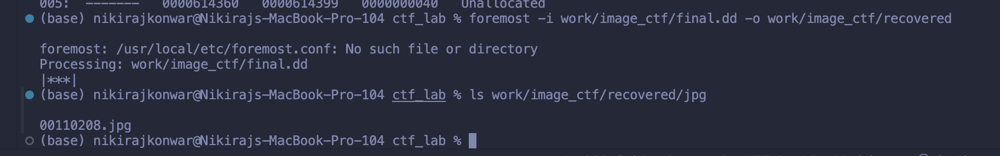 005:  -------   0000614360   0000614399   0000000040   Unallocated
(base) nikirajkonwar@Nikirajs-MacBook-Pro-104 ctf_lab % foremost -i work/image_ctf/final.dd -o work/image_ctf/recovered
foremost: /usr/local/etc/foremost.conf: No such file or directory
Processing: work/image_ctf/final.dd
|***|
(base) nikirajkonwar@Nikirajs-MacBook-Pro-104 ctf_lab % ls work/image_ctf/recovered/jpg
00110208.jpg
(base) nikirajkonwar@Nikirajs-MacBook-Pro-104 ctf_lab %